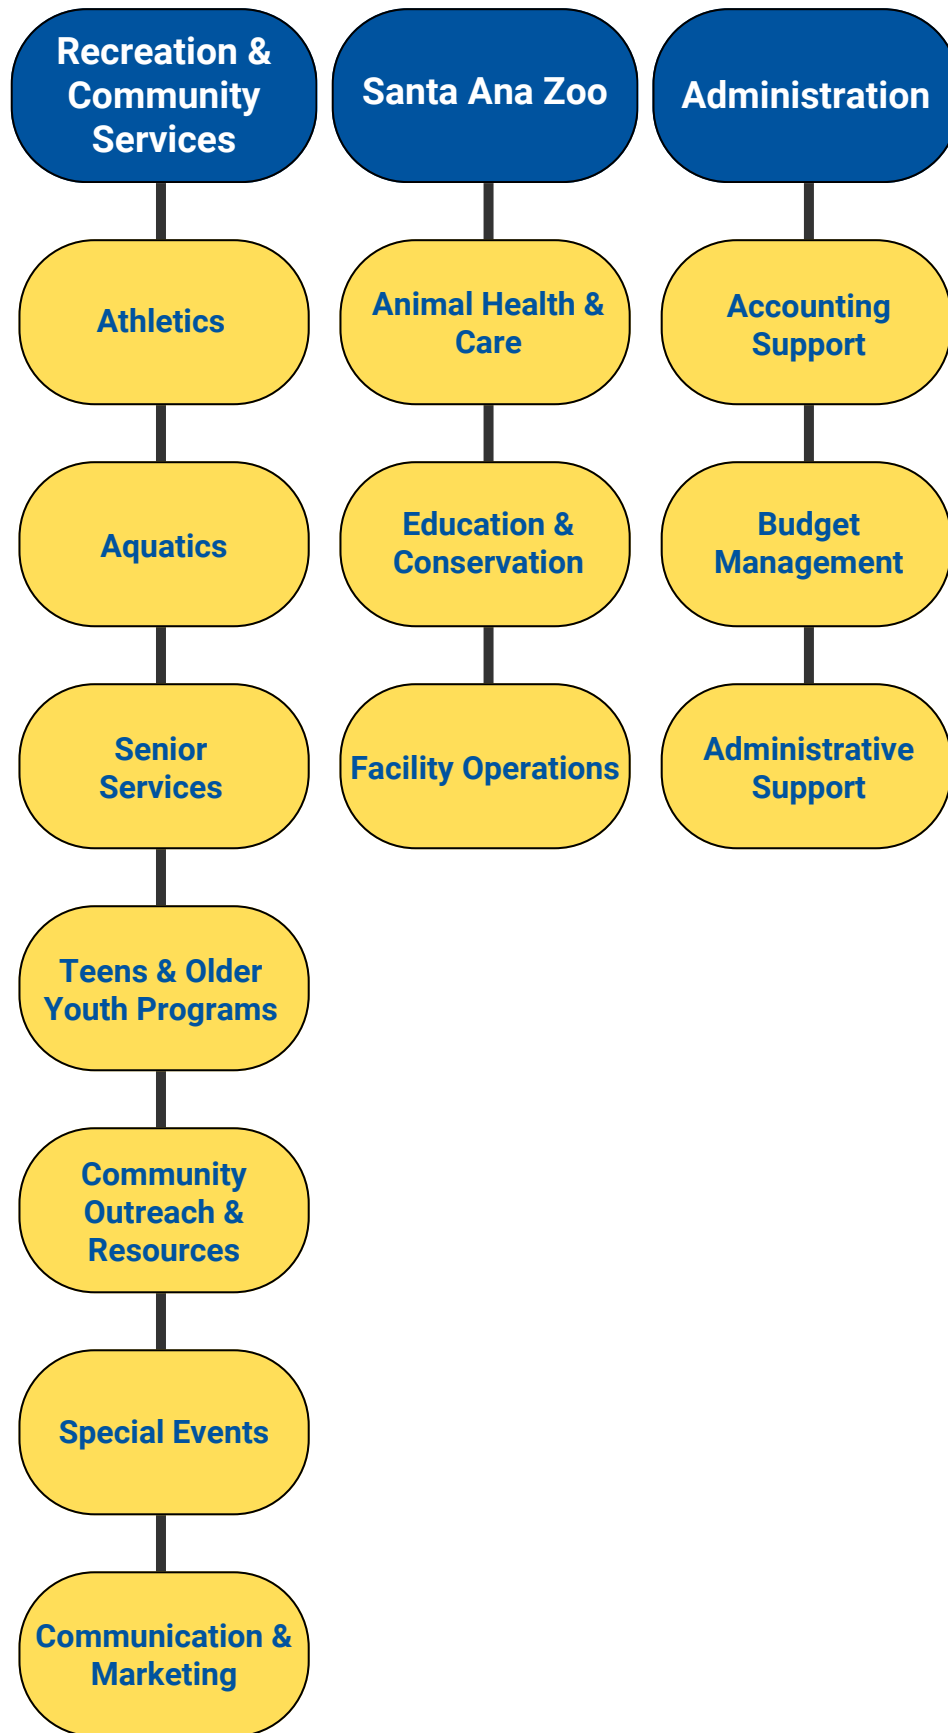 Recreation &
Community
Services
Athletics
Aquatics
Senior
Services
Teens & Older
Youth Programs
Community
Outreach &
Resources
Special Events
Communication &
Marketing
Santa Ana Zoo
Animal Health &
Care
Education &
Conservation
Facility Operations
Administration
Accounting
Support
Budget
Management
Administrative
Support